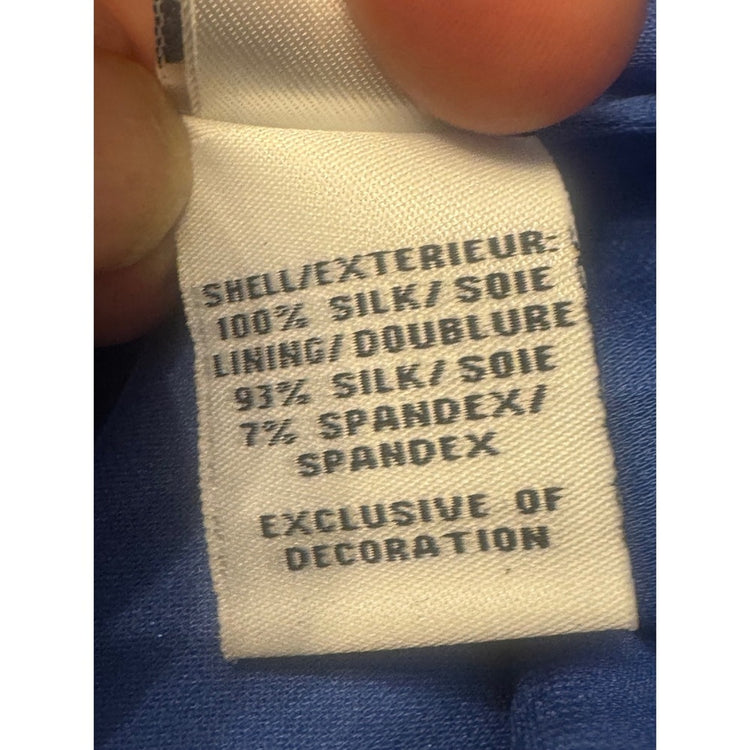 SHELL/EXTERIEUR:
100% SILK/SOIE
LINING/DOUBLURE
93% SILK/SOIE
7% SPANDEX/
SPANDEX
EXCLUSIVE OF
DECORATION